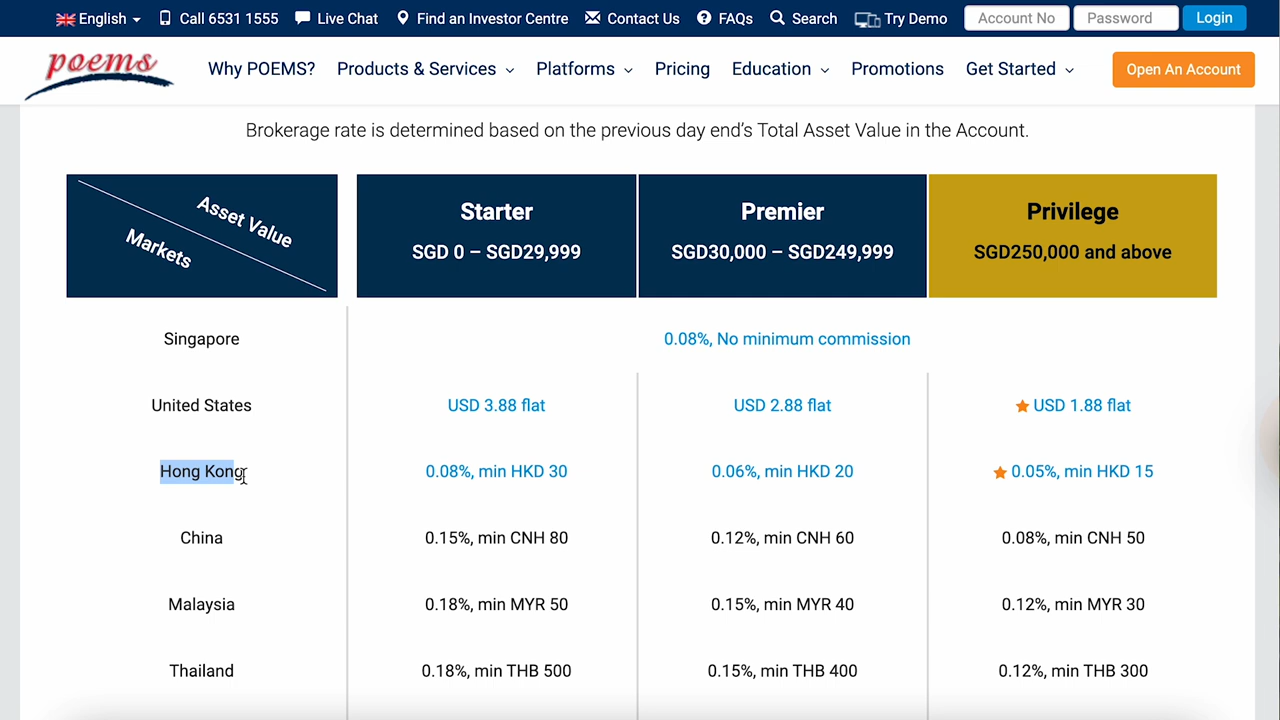 English Call 6531 1555 Live Chat Find an Investor Centre Contact Us FAQs Search Try Demo Account No Password Login
poems Why POEMS? Products & Services Platforms Pricing Education Promotions Get Started Open An Account
Brokerage rate is determined based on the previous day end's Total Asset Value in the Account.
Asset Value
Markets
Starter
SGD 0 – SGD29,999
Premier
SGD30,000 – SGD249,999
Privilege
SGD250,000 and above
Singapore 0.08%, No minimum commission
United States USD 3.88 flat USD 2.88 flat USD 1.88 flat
Hong Kong 0.08%, min HKD 30 0.06%, min HKD 20 0.05%, min HKD 15
China 0.15%, min CNH 80 0.12%, min CNH 60 0.08%, min CNH 50
Malaysia 0.18%, min MYR 50 0.15%, min MYR 40 0.12%, min MYR 30
Thailand 0.18%, min THB 500 0.15%, min THB 400 0.12%, min THB 300